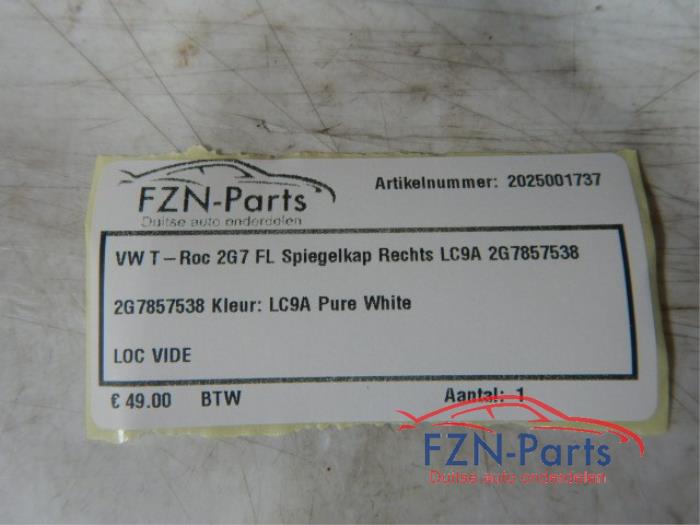 FZN-Parts
Duitse auto onderdelen
Artikelnummer: 2025001737
VW T-Roc 2G7 FL Spiegelkap Rechts LC9A 2G7857538
2G7857538 Kleur: LC9A Pure White
LOC VIDE
€ 49.00 BTW Aantal: 1
FZN-Parts
Duitse auto onderdelen